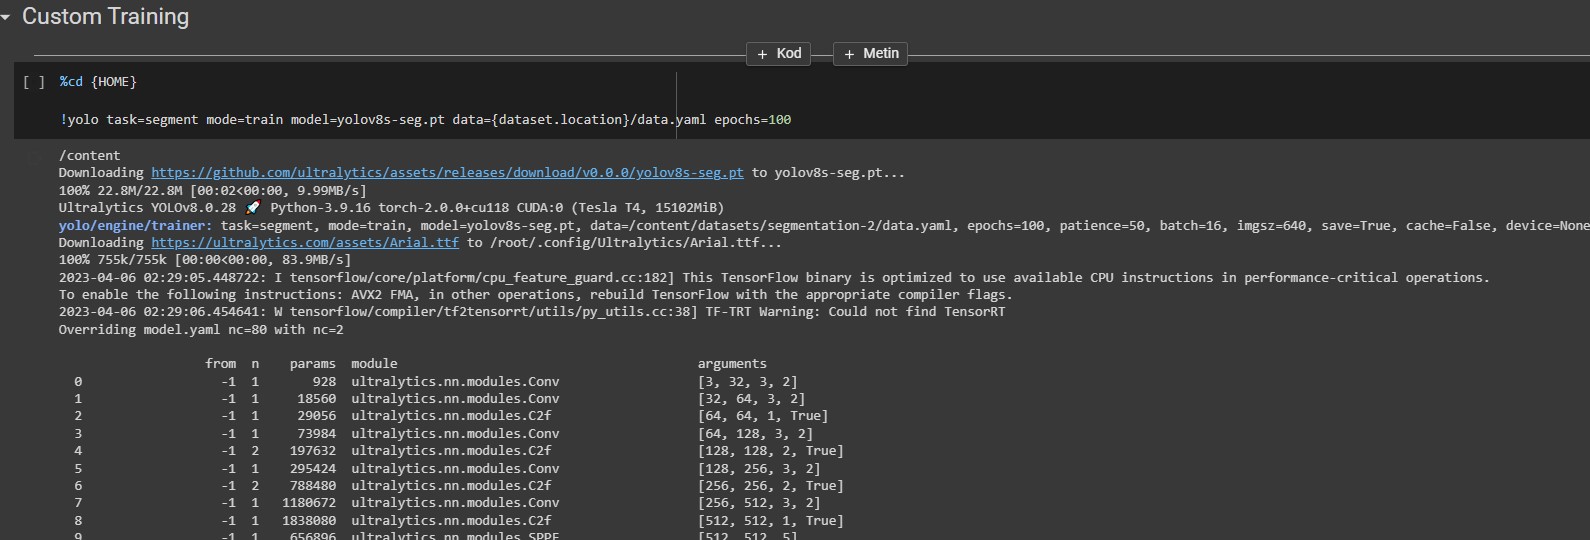 Custom Training
+ Kod + Metin
[ ] %cd {HOME}
!yolo task=segment mode=train model=yolov8s-seg.pt data={dataset.location}/data.yaml epochs=100
/content
Downloading https://github.com/ultralytics/assets/releases/download/v0.0.0/yolov8s-seg.pt to yolov8s-seg.pt...
100% 22.8M/22.8M [00:02<00:00, 9.99MB/s]
Ultralytics YOLOv8.0.28 🚀 Python-3.9.16 torch-2.0.0+cu118 CUDA:0 (Tesla T4, 15102MiB)
yolo/engine/trainer: task=segment, mode=train, model=yolov8s-seg.pt, data=/content/datasets/segmentation-2/data.yaml, epochs=100, patience=50, batch=16, imgsz=640, save=True, cache=False, device=None
Downloading https://ultralytics.com/assets/Arial.ttf to /root/.config/Ultralytics/Arial.ttf...
100% 755k/755k [00:00<00:00, 83.9MB/s]
2023-04-06 02:29:05.448722: I tensorflow/core/platform/cpu_feature_guard.cc:182] This TensorFlow binary is optimized to use available CPU instructions in performance-critical operations.
To enable the following instructions: AVX2 FMA, in other operations, rebuild TensorFlow with the appropriate compiler flags.
2023-04-06 02:29:06.454641: W tensorflow/compiler/tf2tensorrt/utils/py_utils.cc:38] TF-TRT Warning: Could not find TensorRT
Overriding model.yaml nc=80 with nc=2
from n params module arguments
0 -1 1 928 ultralytics.nn.modules.Conv [3, 32, 3, 2]
1 -1 1 18560 ultralytics.nn.modules.Conv [32, 64, 3, 2]
2 -1 1 29056 ultralytics.nn.modules.C2f [64, 64, 1, True]
3 -1 1 73984 ultralytics.nn.modules.Conv [64, 128, 3, 2]
4 -1 2 197632 ultralytics.nn.modules.C2f [128, 128, 2, True]
5 -1 1 295424 ultralytics.nn.modules.Conv [128, 256, 3, 2]
6 -1 2 788480 ultralytics.nn.modules.C2f [256, 256, 2, True]
7 -1 1 1180672 ultralytics.nn.modules.Conv [256, 512, 3, 2]
8 -1 1 1838080 ultralytics.nn.modules.C2f [512, 512, 1, True]
9 -1 1 656896 ultralytics.nn.modules.SPPF [512, 512, 5]